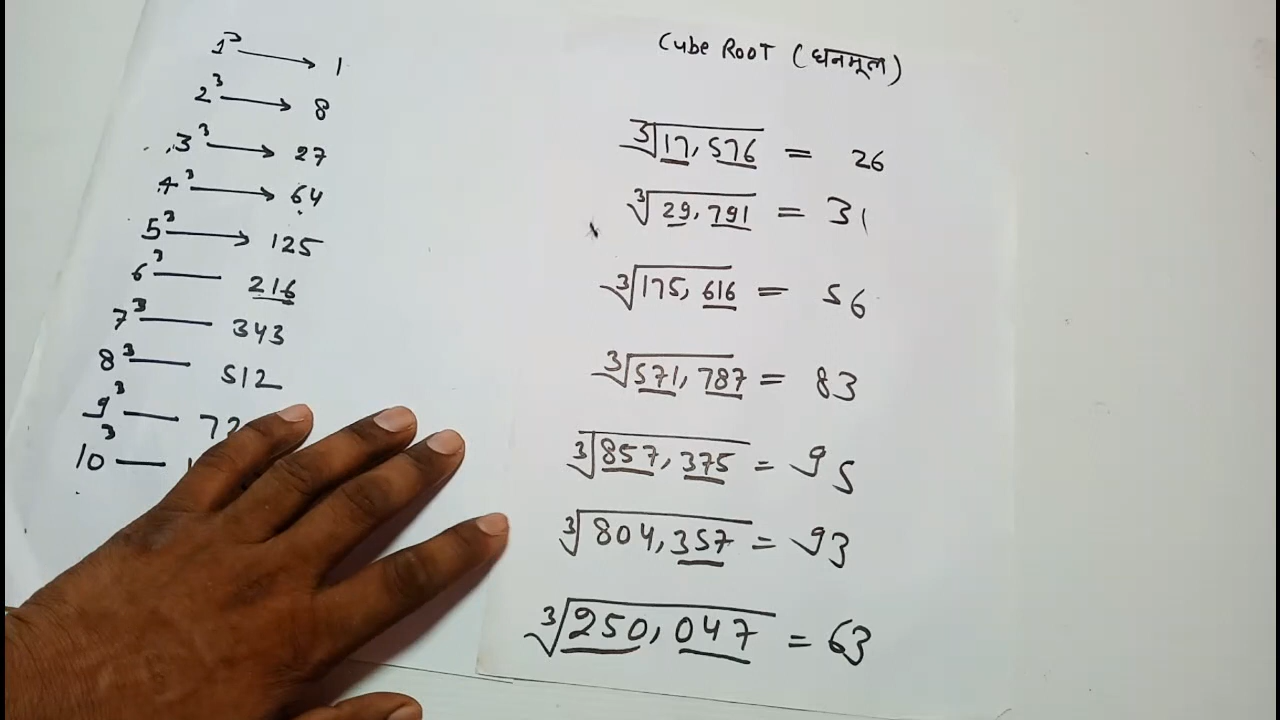 1³ → 1
2³ → 8
3³ → 27
4³ → 64
5³ → 125
6³ — 216
7³ — 343
8³ — 512
9³ — 72
10³ — 1
Cube Root (घनमूल)
∛17,576 = 26
∛29,791 = 31
∛175,616 = 56
∛571,787 = 83
∛857,375 = 95
∛804,357 = 93
∛250,047 = 63